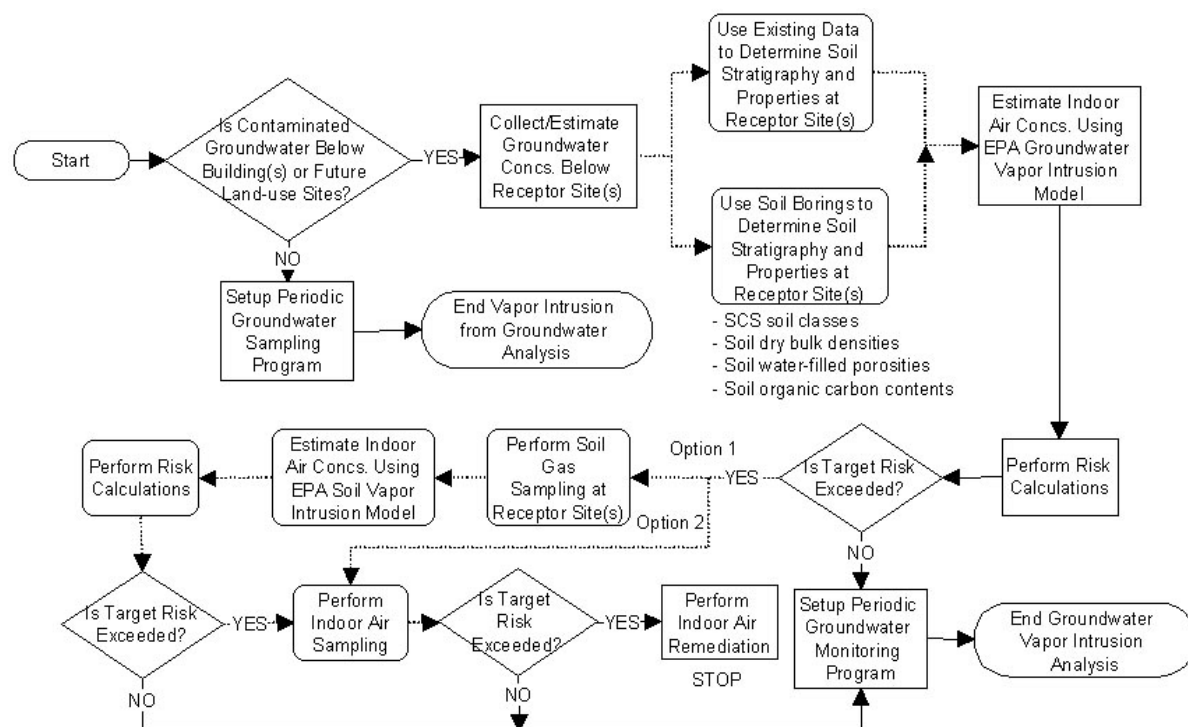 Start
Is Contaminated
Groundwater Below
Building(s) or Future
Land-use Sites?
YES
Collect/Estimate
Groundwater
Concs. Below
Receptor Site(s)
Use Existing Data
to Determine Soil
Stratigraphy and
Properties at
Receptor Site(s)
Estimate Indoor
Air Concs. Using
EPA Groundwater
Vapor Intrusion
Model
Use Soil Borings to
Determine Soil
Stratigraphy and
Properties at
Receptor Site(s)
- SCS soil classes
- Soil dry bulk densities
- Soil water-filled porosities
- Soil organic carbon contents
NO
Setup Periodic
Groundwater
Sampling
Program
End Vapor Intrusion
from Groundwater
Analysis
Perform Risk
Calculations
Is Target Risk
Exceeded?
YES
Option 1
Option 2
Perform Soil
Gas
Sampling at
Receptor Site(s)
Estimate Indoor
Air Concs. Using
EPA Soil Vapor
Intrusion Model
Perform Risk
Calculations
Is Target Risk
Exceeded?
YES
NO
Perform
Indoor Air
Sampling
Is Target
Risk
Exceeded?
YES
NO
Perform
Indoor Air
Remediation
STOP
NO
Setup Periodic
Groundwater
Monitoring
Program
End Groundwater
Vapor Intrusion
Analysis